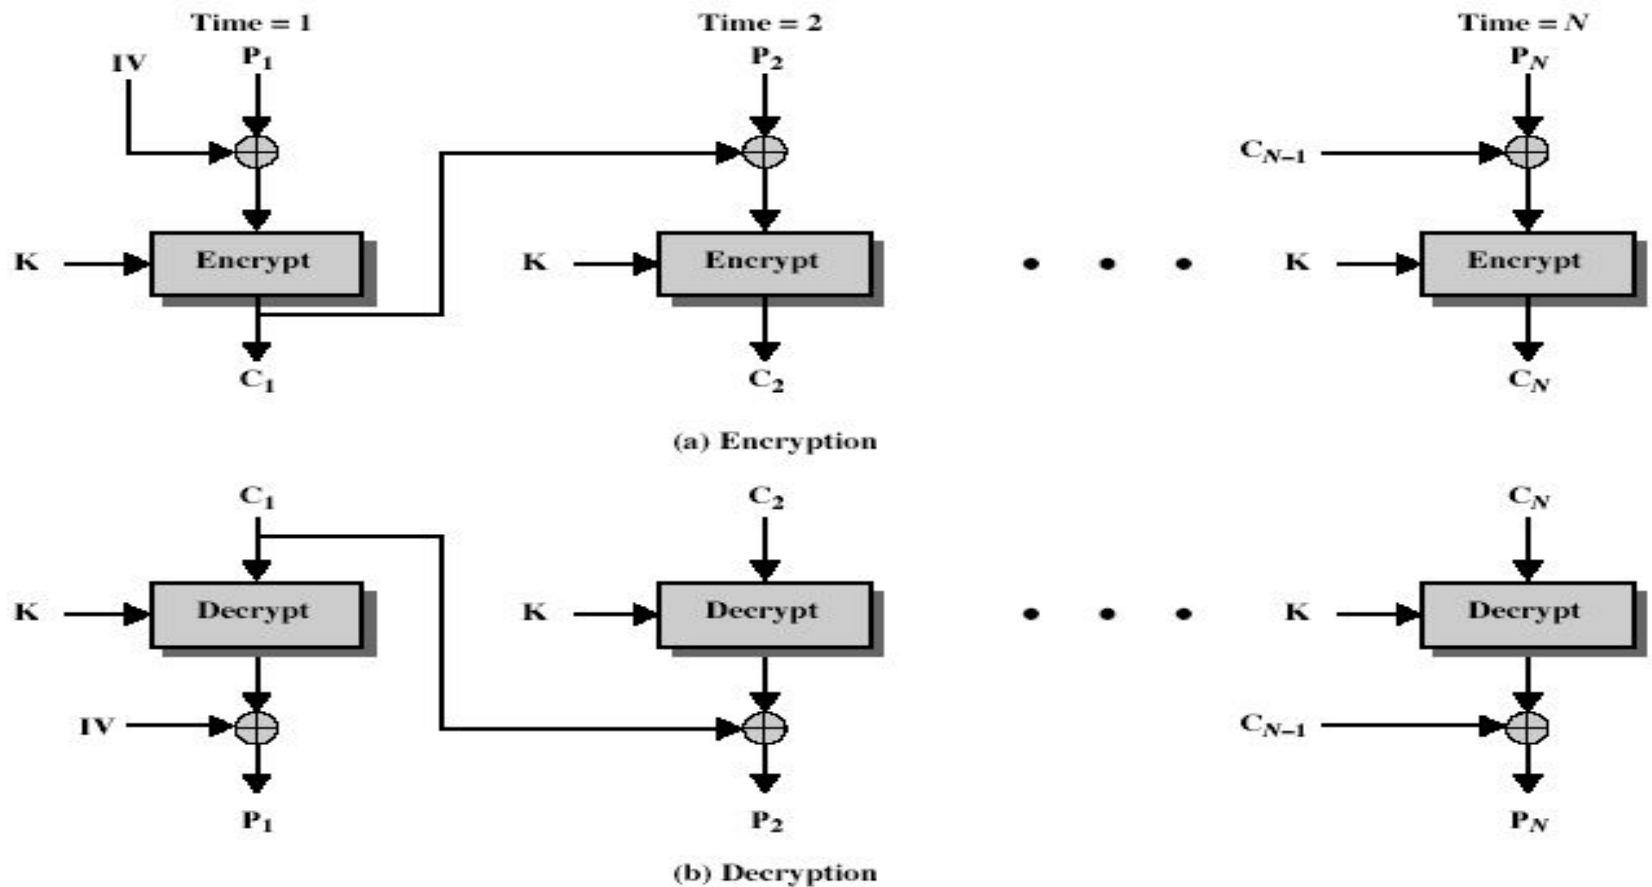 Time = 1 Time = 2 Time = N
IV P1 P2 PN
CN−1
K Encrypt K Encrypt • • • K Encrypt
C1 C2 CN
(a) Encryption
C1 C2 CN
K Decrypt K Decrypt • • • K Decrypt
IV CN−1
P1 P2 PN
(b) Decryption